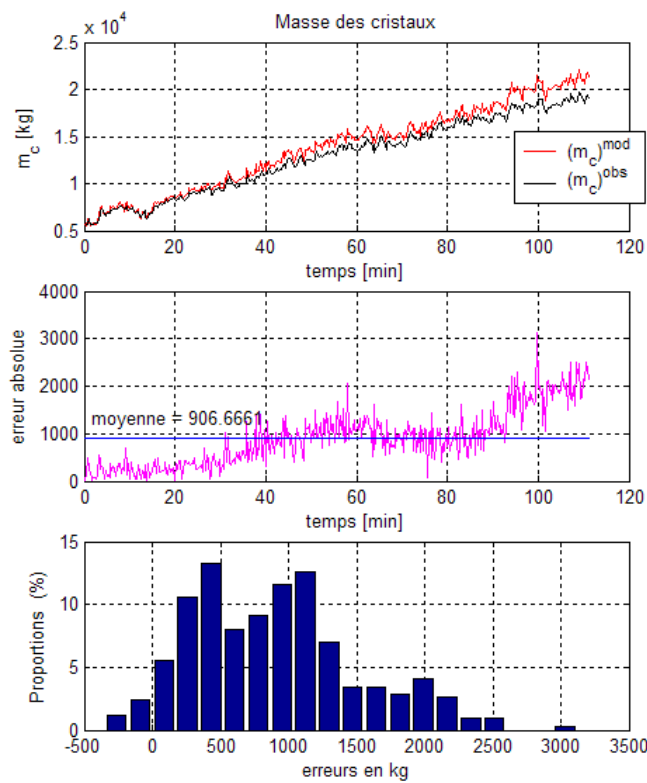 Masse des cristaux
x 10^4
2.5
2
1.5
1
0.5
m_c [kg]
0 20 40 60 80 100 120
temps [min]
(m_c)^mod
(m_c)^obs
4000
3000
2000
1000
0
erreur absolue
moyenne = 906.6661
0 20 40 60 80 100 120
temps [min]
15
10
5
0
Proportions (%)
-500 0 500 1000 1500 2000 2500 3000 3500
erreurs en kg